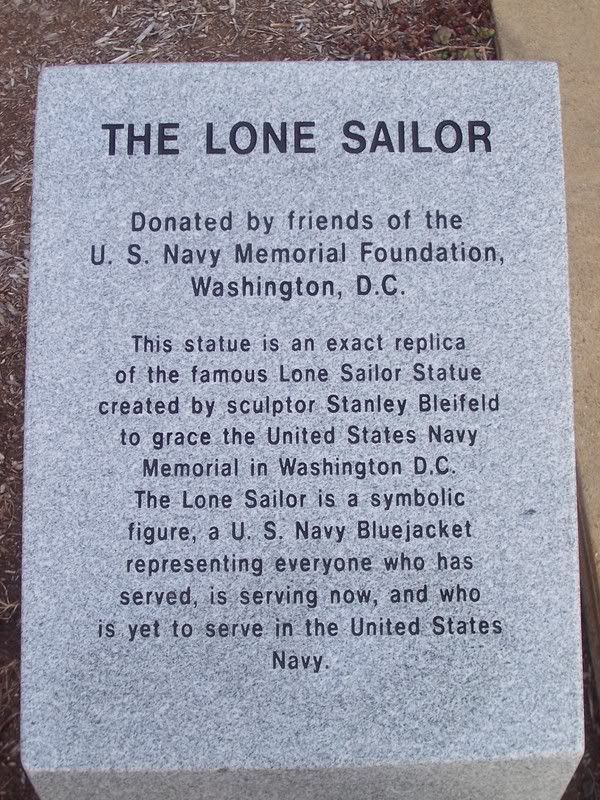 THE LONE SAILOR
Donated by friends of the
U. S. Navy Memorial Foundation,
Washington, D.C.
This statue is an exact replica
of the famous Lone Sailor Statue
created by sculptor Stanley Bleifeld
to grace the United States Navy
Memorial in Washington D.C.
The Lone Sailor is a symbolic
figure, a U. S. Navy Bluejacket
representing everyone who has
served, is serving now, and who
is yet to serve in the United States
Navy.